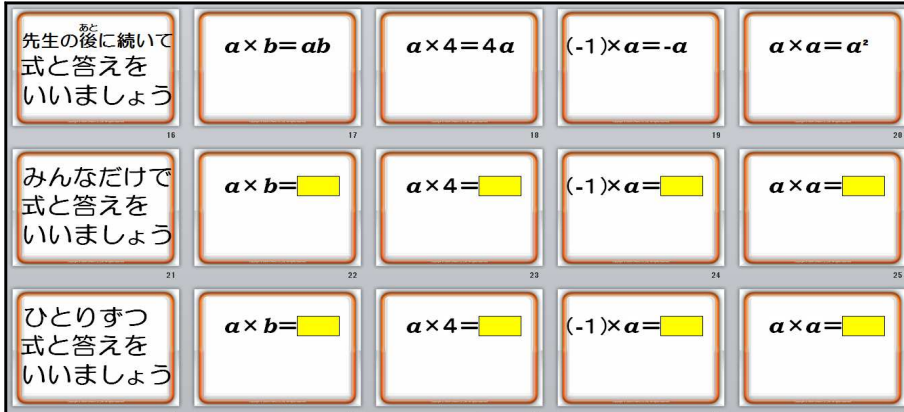 あと
先生の後に続いて
式と答えを
いいましょう
16
a×b=ab
17
a×4=4a
18
(-1)×a=-a
19
a×a=a²
20
みんなだけで
式と答えを
いいましょう
21
a×b=
22
a×4=
23
(-1)×a=
24
a×a=
25
ひとりずつ
式と答えを
いいましょう
a×b=
a×4=
(-1)×a=
a×a=